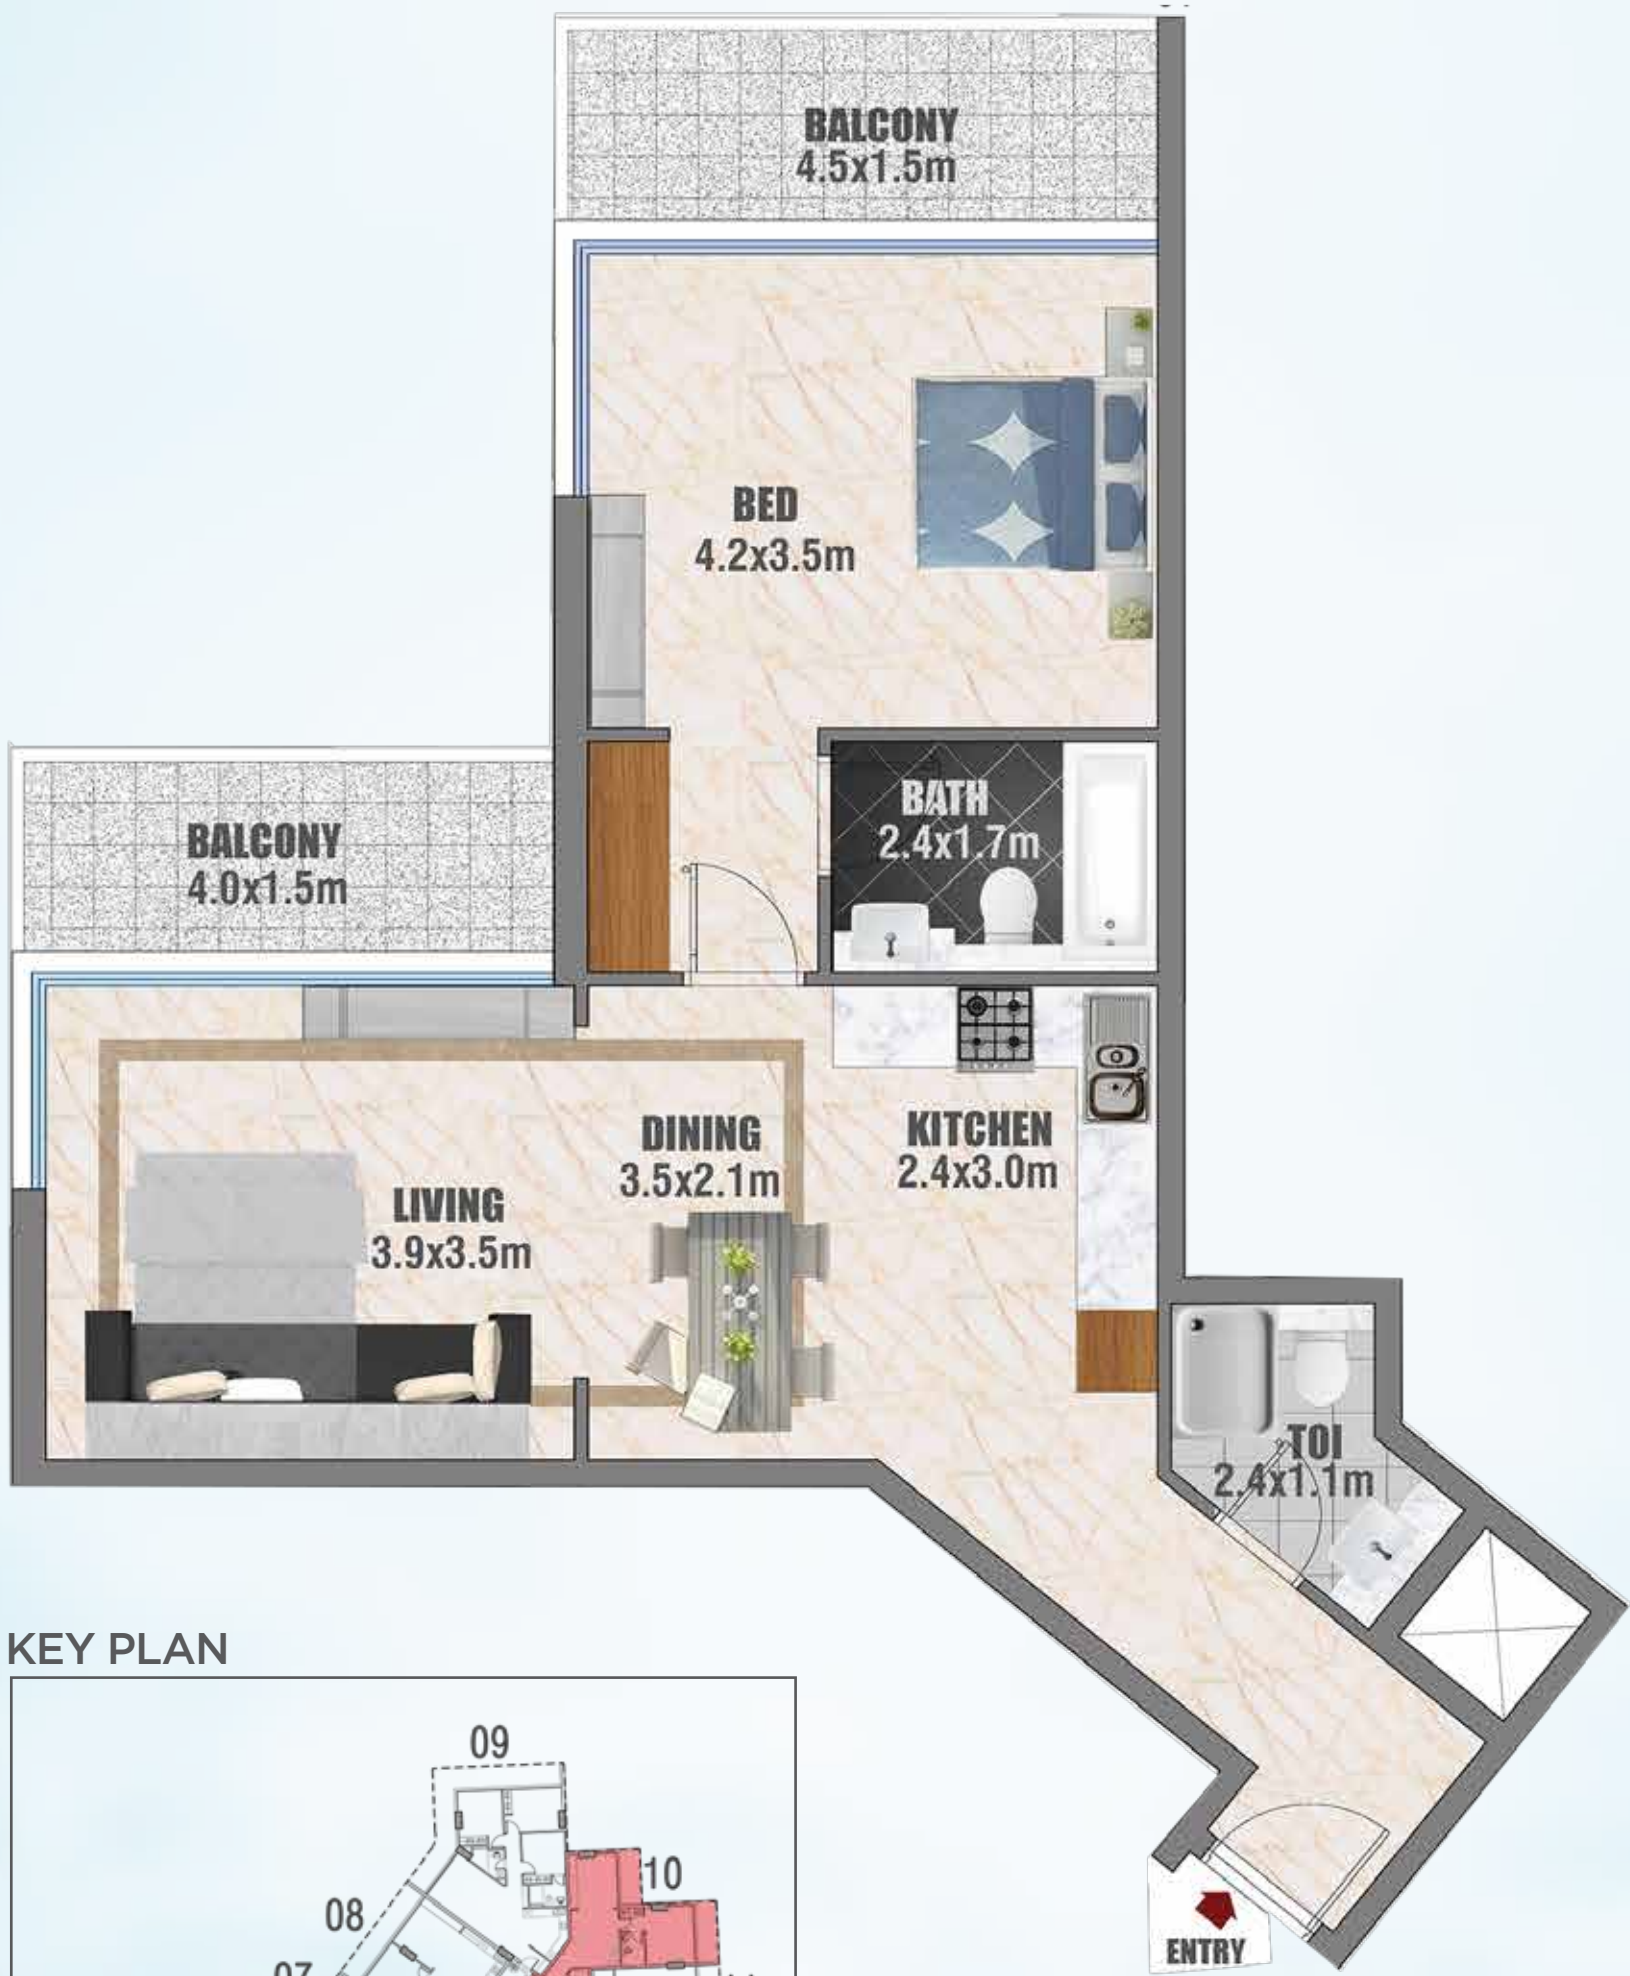 BALCONY
4.5x1.5m
BED
4.2x3.5m
BATH
2.4x1.7m
BALCONY
4.0x1.5m
DINING
3.5x2.1m
KITCHEN
2.4x3.0m
LIVING
3.9x3.5m
TOI
2.4x1.1m
ENTRY
KEY PLAN
09
10
08
07